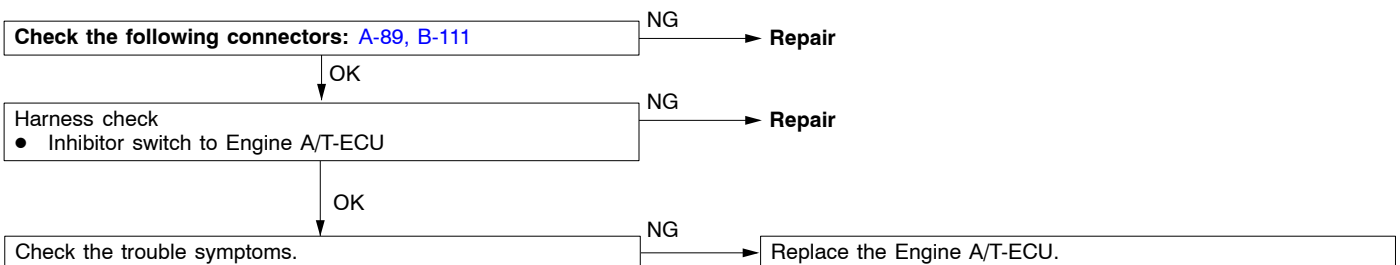 NG
Check the following connectors: A-89, B-111
Repair
OK
NG
Harness check
Repair
● Inhibitor switch to Engine A/T-ECU
OK
NG
Check the trouble symptoms.
Replace the Engine A/T-ECU.